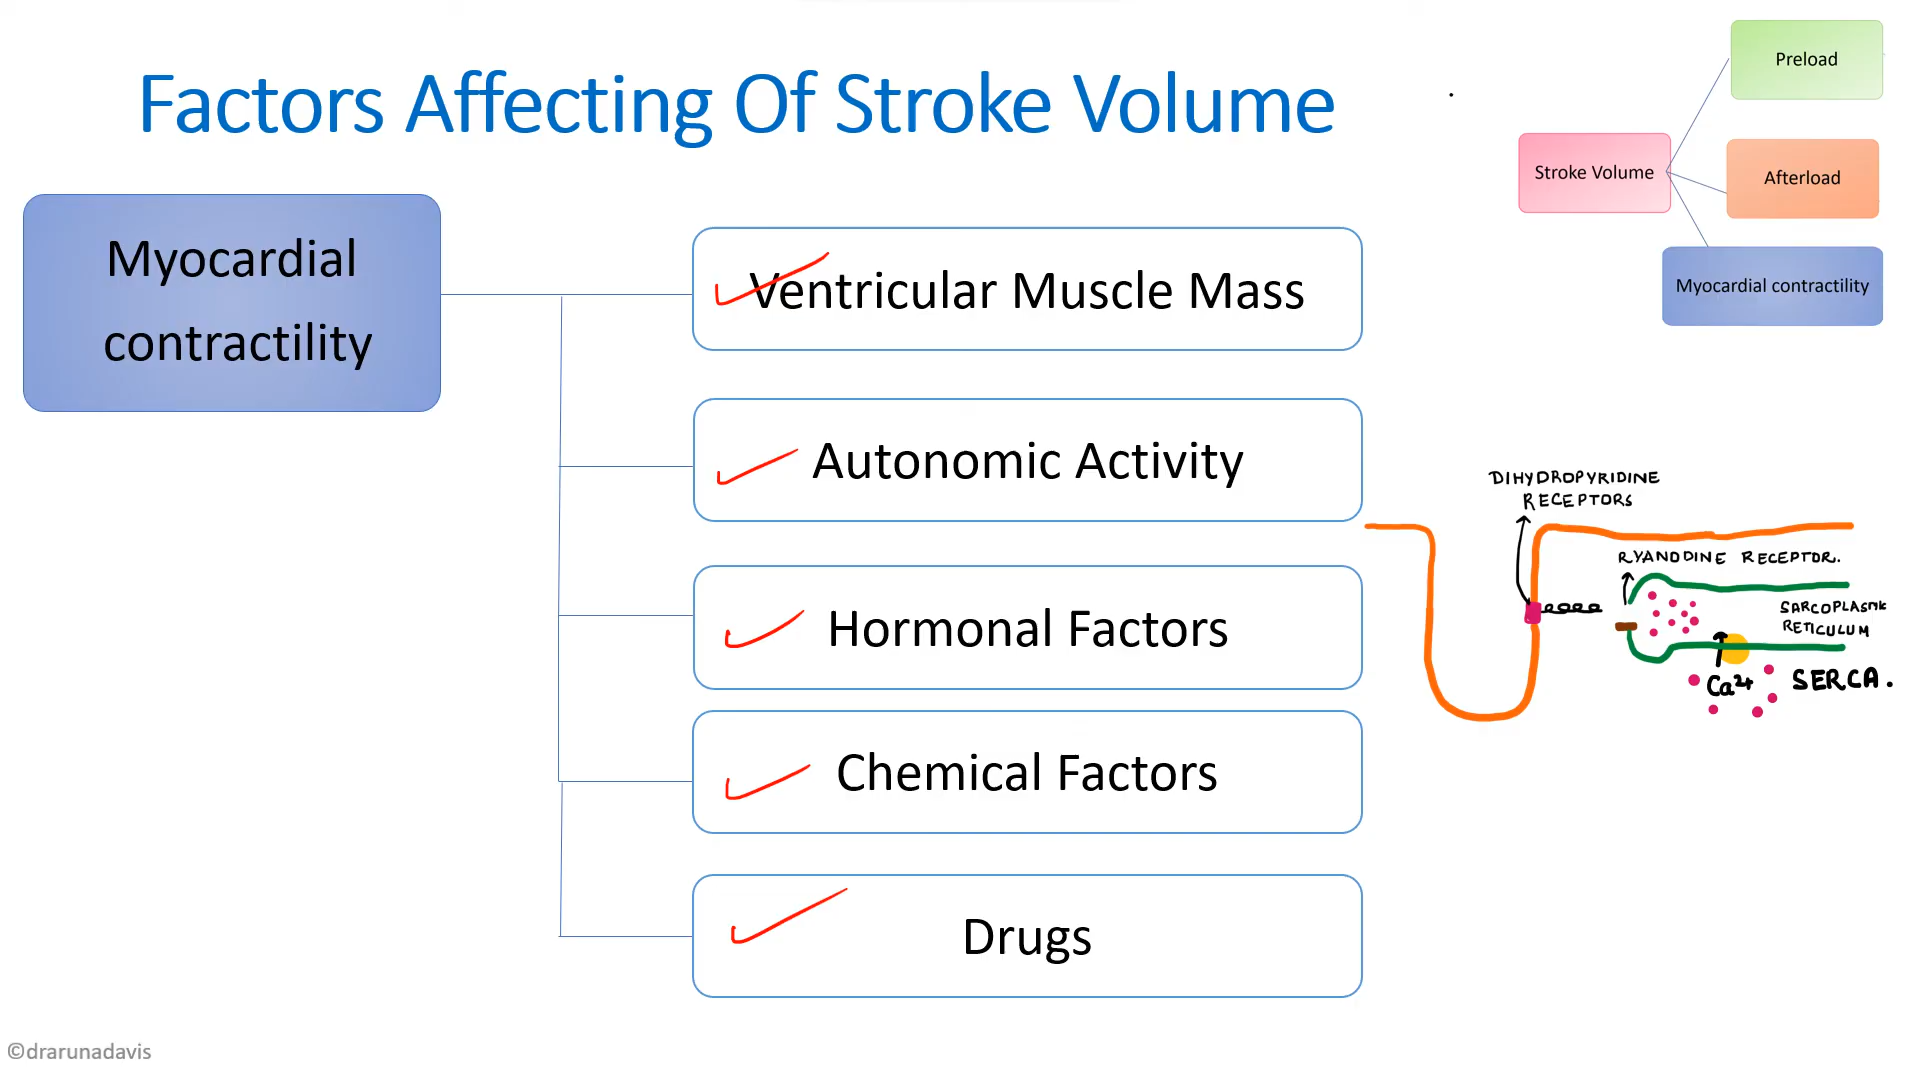 Factors Affecting Of Stroke Volume
Preload
Stroke Volume
Afterload
Myocardial contractility
Myocardial
contractility
Ventricular Muscle Mass
Autonomic Activity
Hormonal Factors
Chemical Factors
Drugs
DIHYDROPYRIDINE
RECEPTORS
RYANODINE RECEPTOR.
SARCOPLASMIK
RETICULUM
Ca²⁺
SERCA.
©drarunadavis